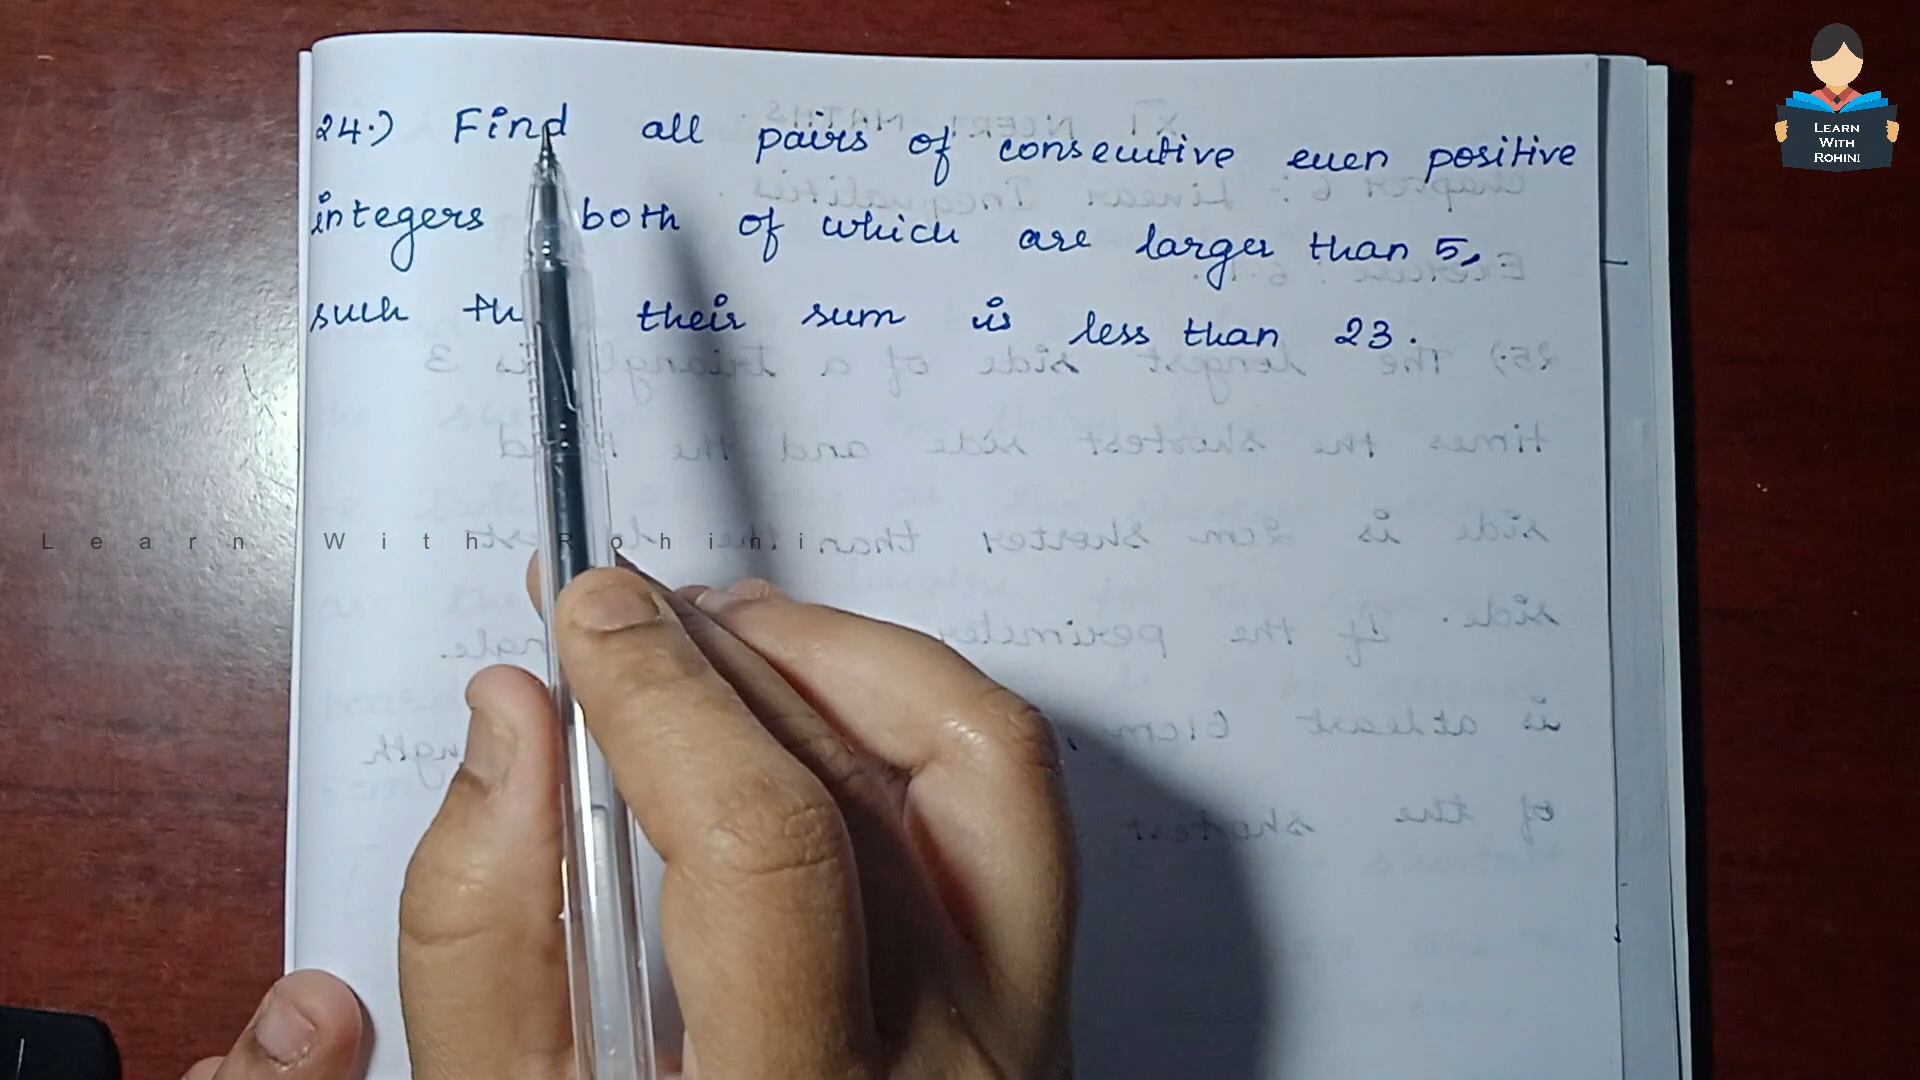 24.) Find all pairs of consecutive even positive
integers both of which are larger than 5,
such their sum is less than 23.
LEARN
WITH
ROHINI
Learn With Rohini